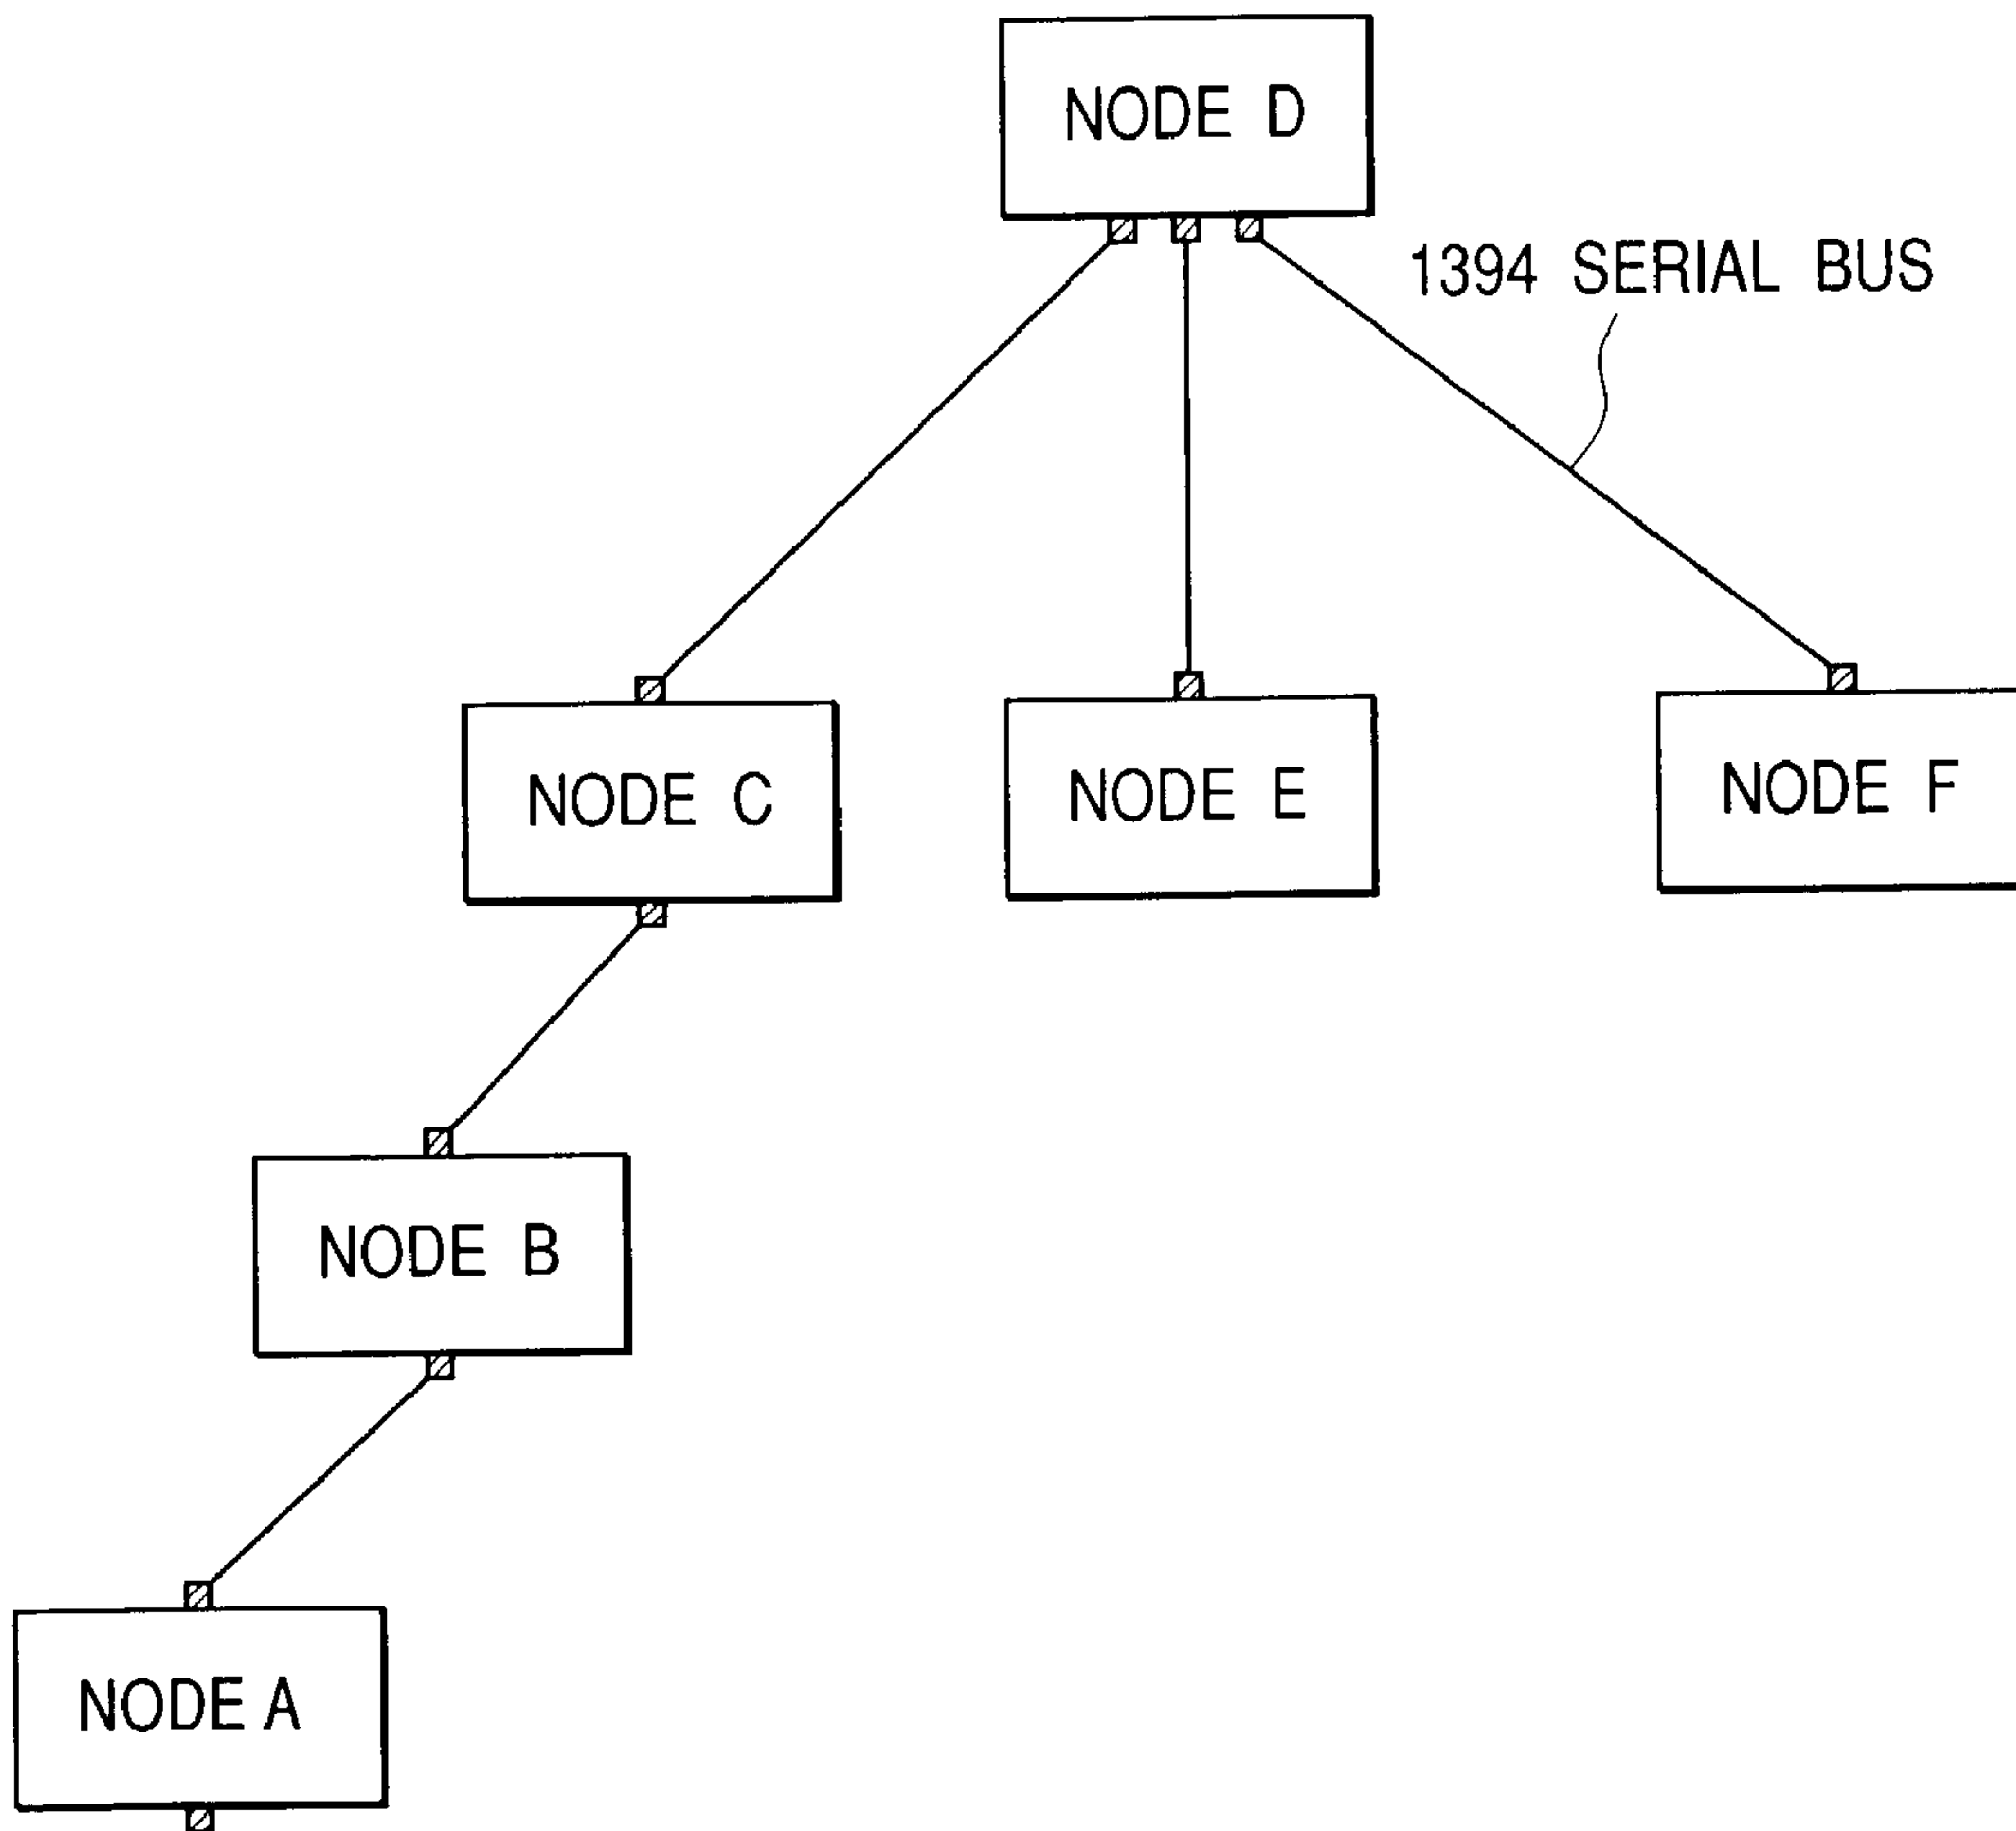 NODE D
1394 SERIAL BUS
NODE C
NODE E
NODE F
NODE B
NODE A